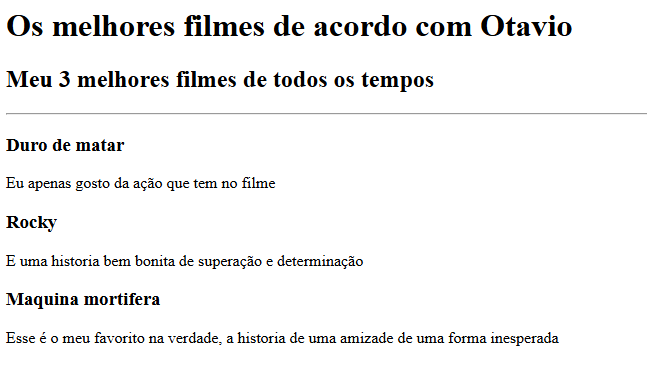 Os melhores filmes de acordo com Otavio
Meu 3 melhores filmes de todos os tempos
Duro de matar
Eu apenas gosto da ação que tem no filme
Rocky
E uma historia bem bonita de superação e determinação
Maquina mortifera
Esse é o meu favorito na verdade, a historia de uma amizade de uma forma inesperada